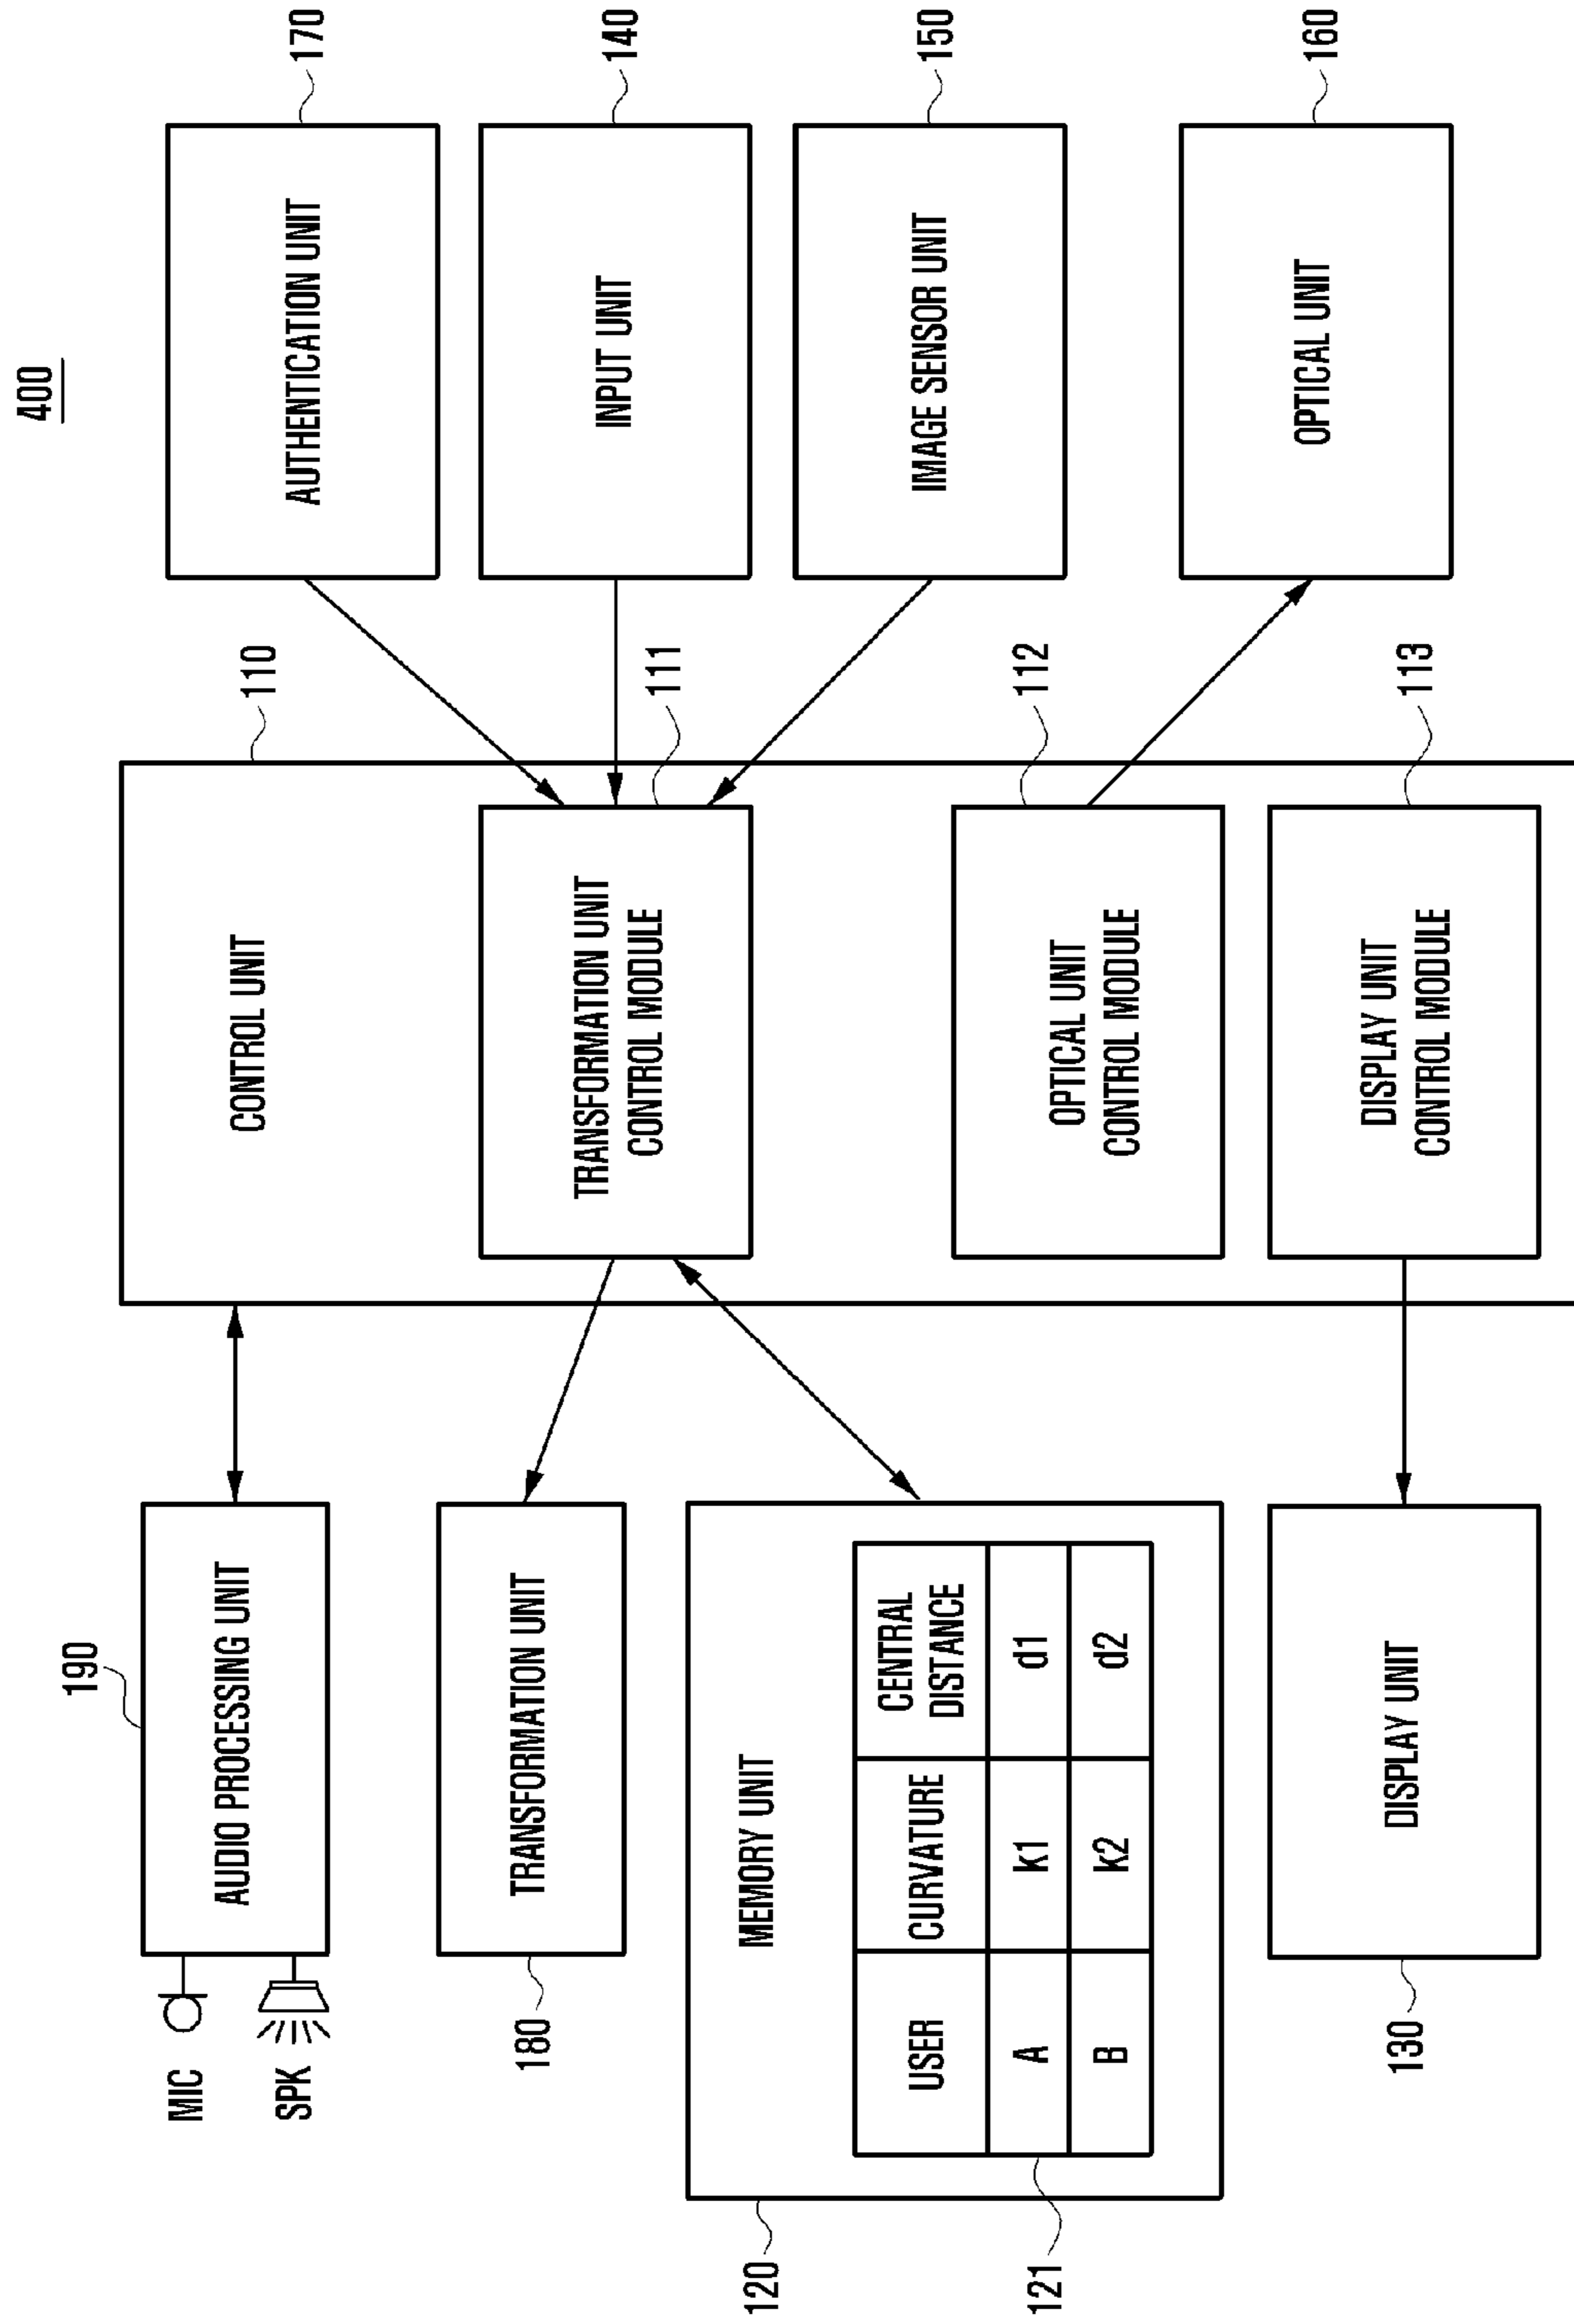 400
190
MIC
SPK
AUDIO PROCESSING UNIT
180
TRANSFORMATION UNIT
120
MEMORY UNIT
121
USER CURVATURE CENTRAL
DISTANCE
A K1 d1
B K2 d2
130
DISPLAY UNIT
110
CONTROL UNIT
111
TRANSFORMATION UNIT
CONTROL MODULE
112
OPTICAL UNIT
CONTROL MODULE
113
DISPLAY UNIT
CONTROL MODULE
170
AUTHENTICATION UNIT
140
INPUT UNIT
150
IMAGE SENSOR UNIT
160
OPTICAL UNIT